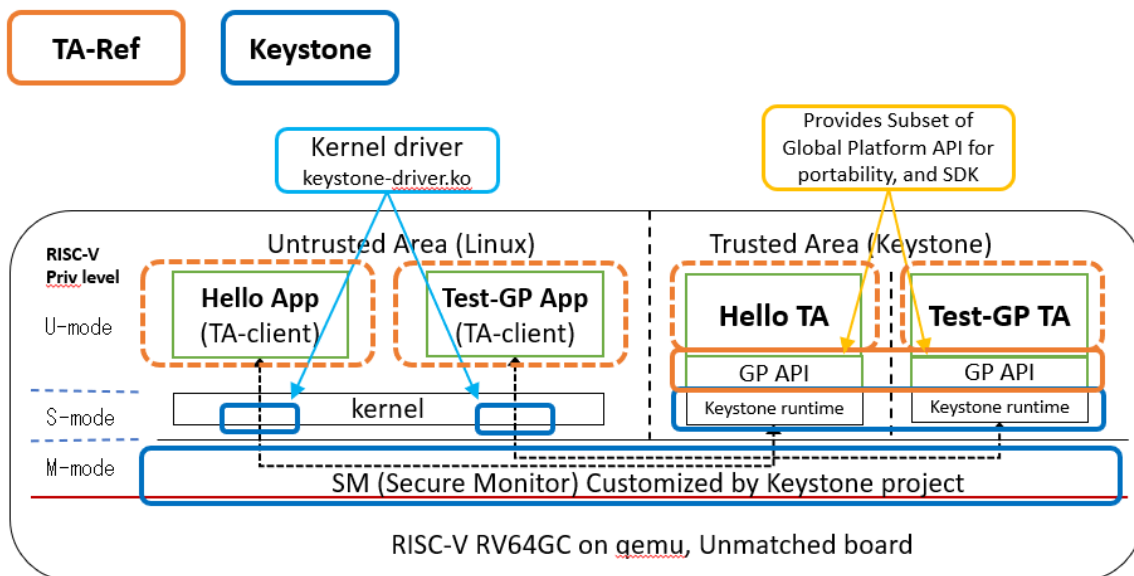 TA-Ref
Keystone
Kernel driver
keystone-driver.ko
Provides Subset of
Global Platform API for
portability, and SDK
RISC-V
Priv level
Untrusted Area (Linux)
Trusted Area (Keystone)
U-mode
Hello App
(TA-client)
Test-GP App
(TA-client)
Hello TA
Test-GP TA
GP API
GP API
S-mode
kernel
Keystone runtime
Keystone runtime
M-mode
SM (Secure Monitor) Customized by Keystone project
RISC-V RV64GC on qemu, Unmatched board